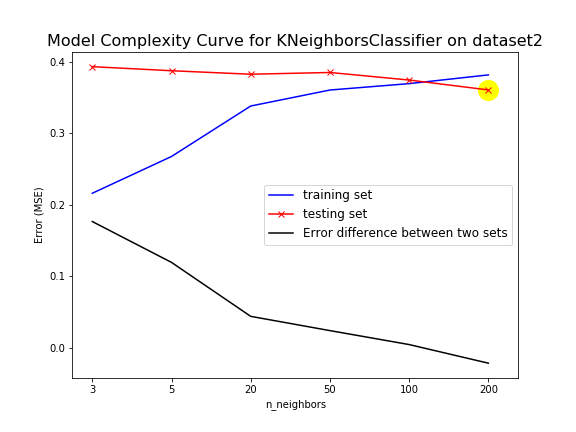 Model Complexity Curve for KNeighborsClassifier on dataset2
0.4
0.3
0.2
0.1
0.0
Error (MSE)
training set
testing set
Error difference between two sets
3 5 20 50 100 200
n_neighbors